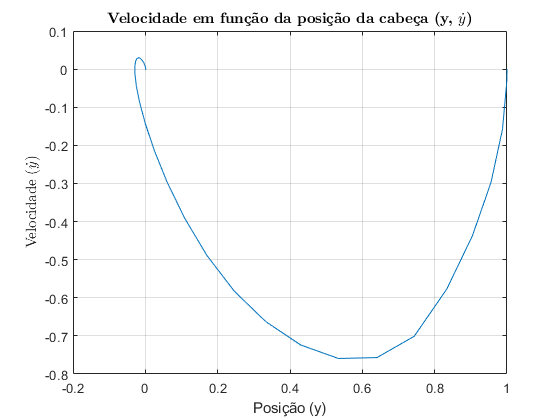 Velocidade em função da posição da cabeça (y, ẏ)
0.1
0
-0.1
-0.2
-0.3
-0.4
-0.5
-0.6
-0.7
-0.8
Velocidade (ẏ)
-0.2 0 0.2 0.4 0.6 0.8 1
Posição (y)